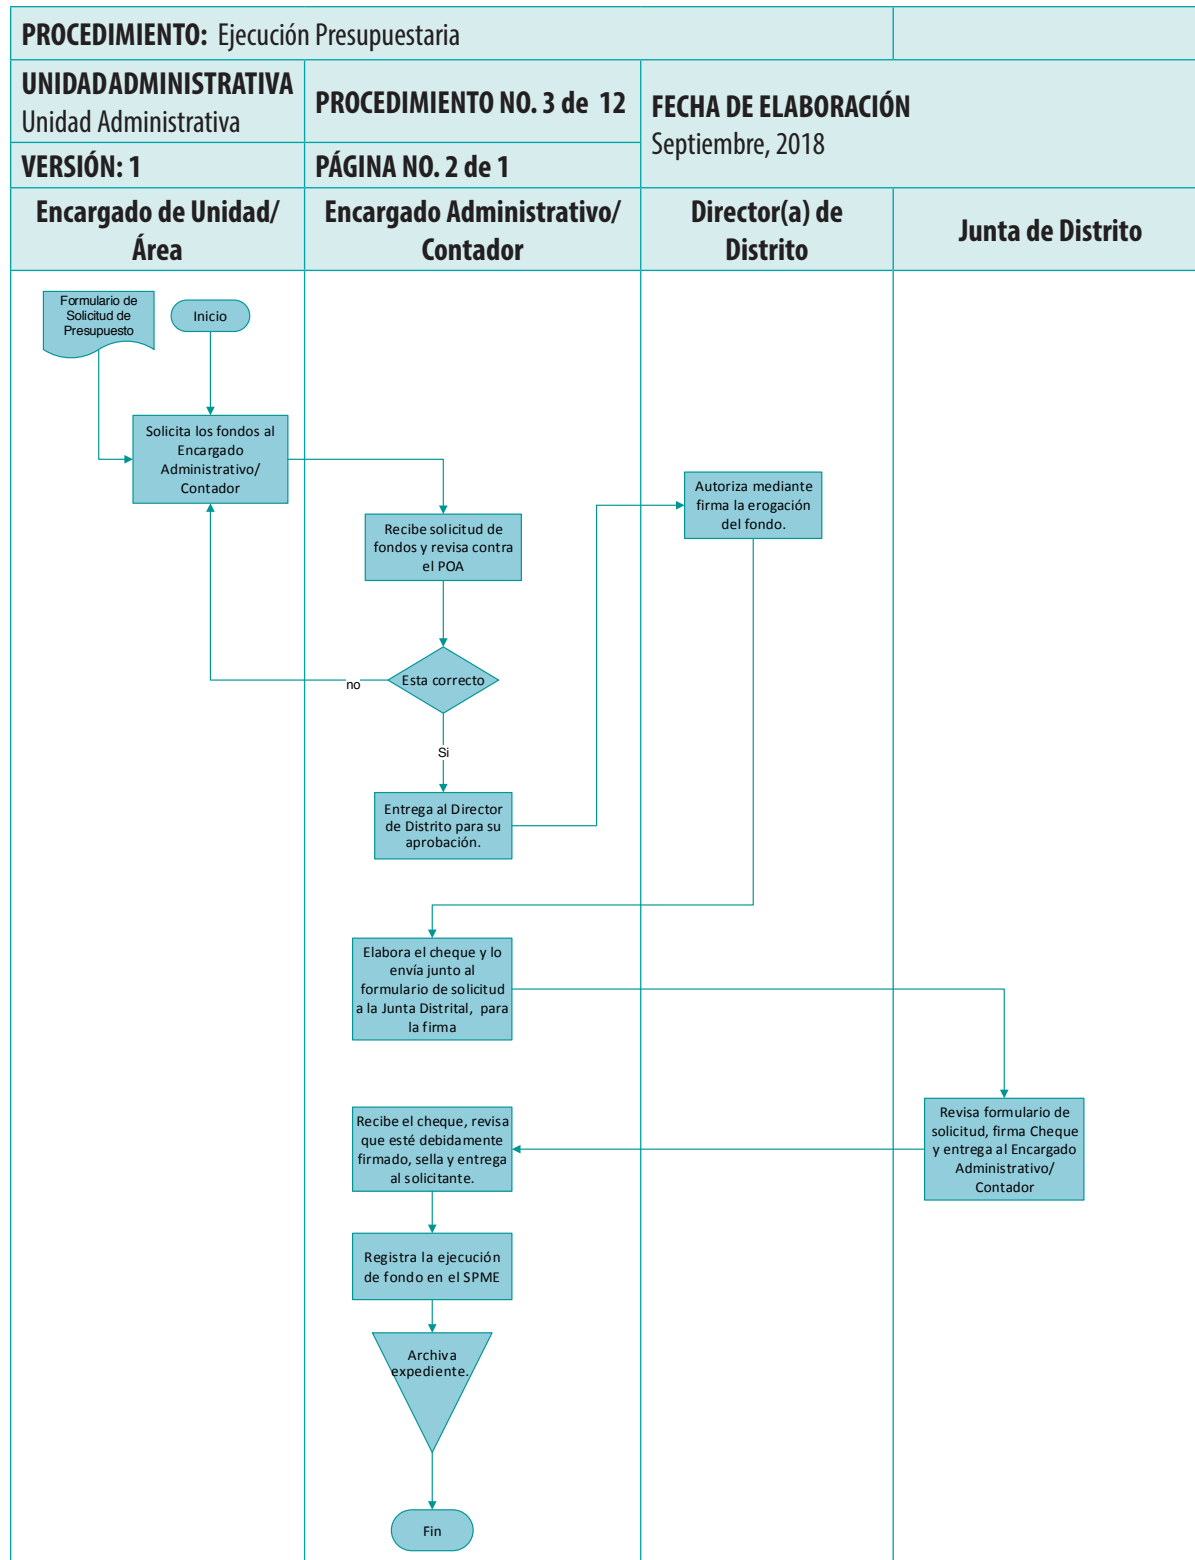 PROCEDIMIENTO: Ejecución Presupuestaria
UNIDAD ADMINISTRATIVA
Unidad Administrativa
PROCEDIMIENTO NO. 3 de 12
FECHA DE ELABORACIÓN
Septiembre, 2018
VERSIÓN: 1
PÁGINA NO. 2 de 1
Encargado de Unidad/
Área
Encargado Administrativo/
Contador
Director(a) de
Distrito
Junta de Distrito
Formulario de
Solicitud de
Presupuesto
Inicio
Solicita los fondos al
Encargado
Administrativo/
Contador
Recibe solicitud de
fondos y revisa contra
el POA
Autoriza mediante
firma la erogación
del fondo.
Esta correcto
no
Si
Entrega al Director
de Distrito para su
aprobación.
Elabora el cheque y lo
envía junto al
formulario de solicitud
a la Junta Distrital, para
la firma
Revisa formulario de
solicitud, firma Cheque
y entrega al Encargado
Administrativo/
Contador
Recibe el cheque, revisa
que esté debidamente
firmado, sella y entrega
al solicitante.
Registra la ejecución
de fondo en el SPME
Archiva
expediente.
Fin